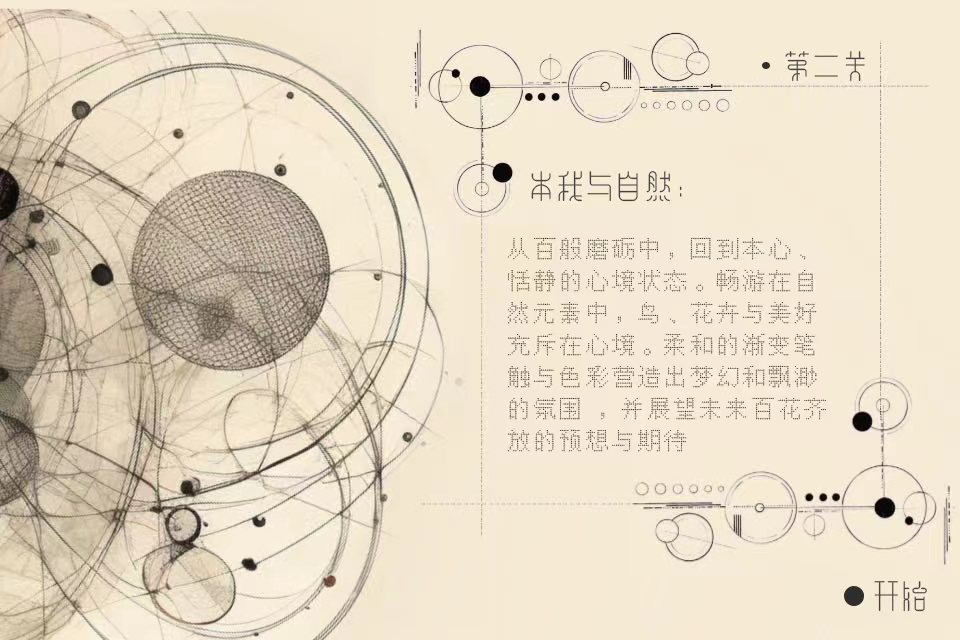 第二关
本我与自然：
从百般磨砺中，回到本心、
恬静的心境状态。畅游在自
然元素中，鸟、花卉与美好
充斥在心境。柔和的渐变笔
触与色彩营造出梦幻和飘渺
的氛围 ，并展望未来百花齐
放的预想与期待
开始